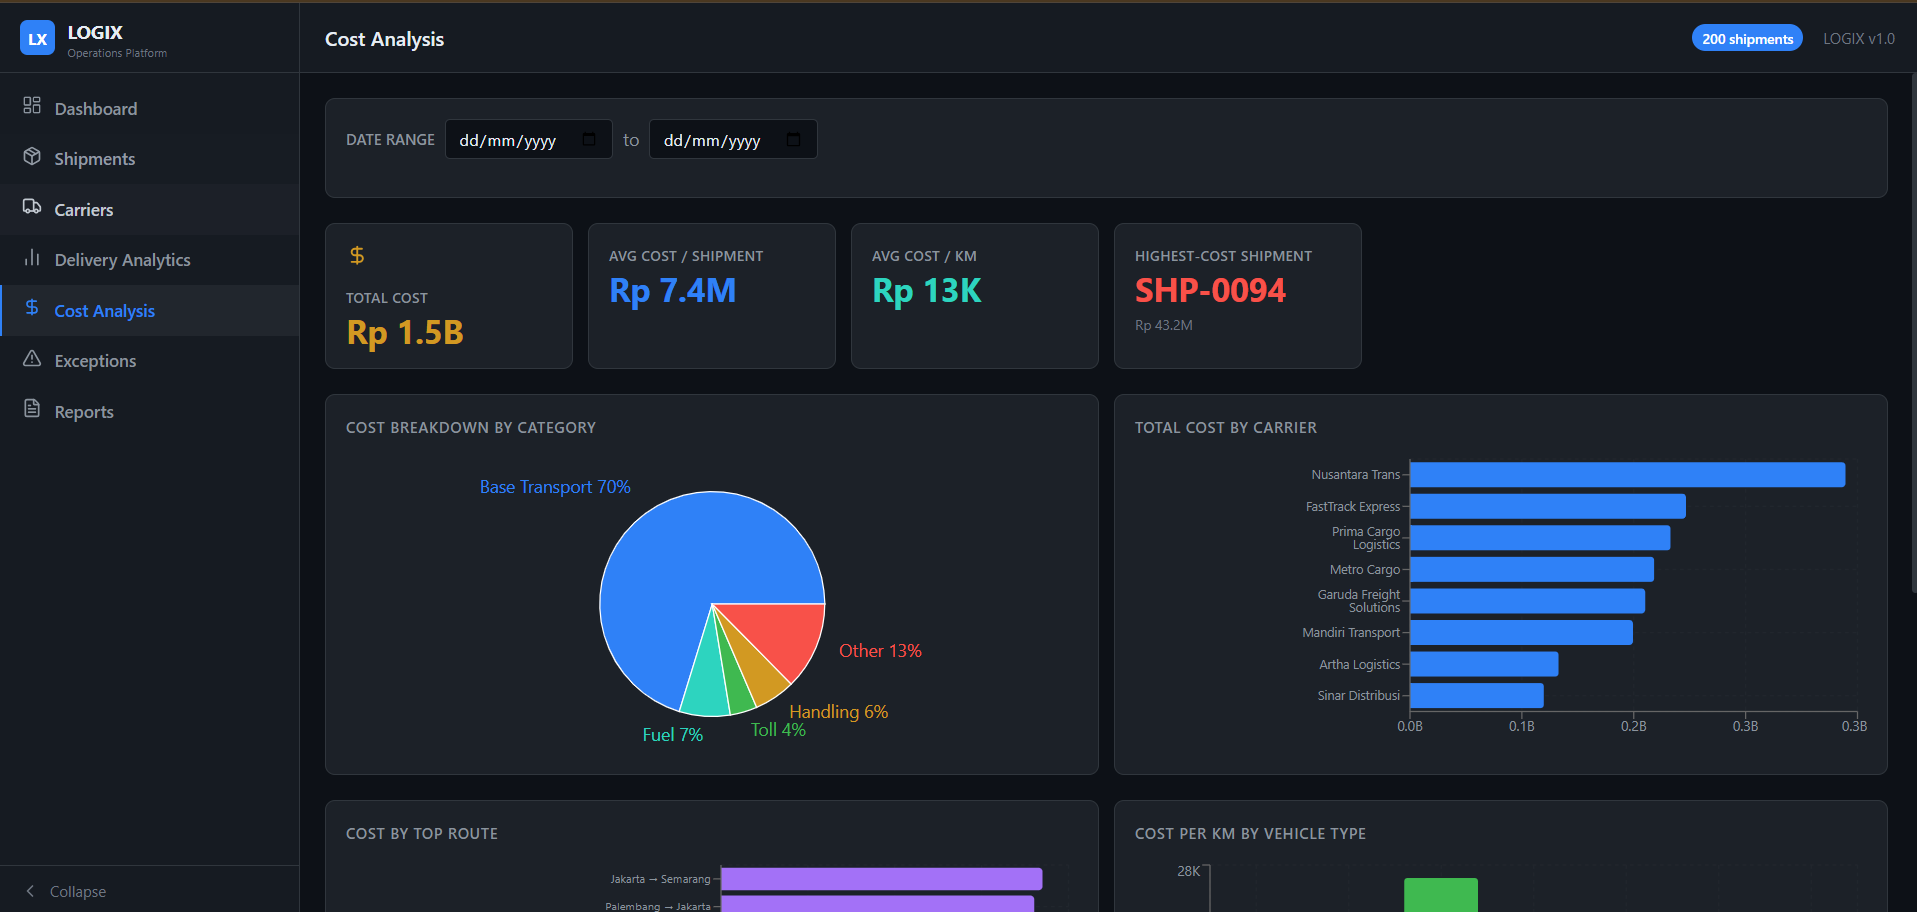 LX
LOGIX
Operations Platform
Dashboard
Shipments
Carriers
Delivery Analytics
$ Cost Analysis
Exceptions
Reports
Collapse
Cost Analysis
200 shipments
LOGIX v1.0
DATE RANGE dd/mm/yyyy to dd/mm/yyyy
$
TOTAL COST
Rp 1.5B
AVG COST / SHIPMENT
Rp 7.4M
AVG COST / KM
Rp 13K
HIGHEST-COST SHIPMENT
SHP-0094
Rp 43.2M
COST BREAKDOWN BY CATEGORY
Base Transport 70%
Other 13%
Handling 6%
Toll 4%
Fuel 7%
TOTAL COST BY CARRIER
Nusantara Trans
FastTrack Express
Prima Cargo
Logistics
Metro Cargo
Garuda Freight
Solutions
Mandiri Transport
Artha Logistics
Sinar Distribusi
0.0B 0.1B 0.2B 0.3B 0.3B
COST BY TOP ROUTE
Jakarta → Semarang
Palembang → Jakarta
COST PER KM BY VEHICLE TYPE
28K